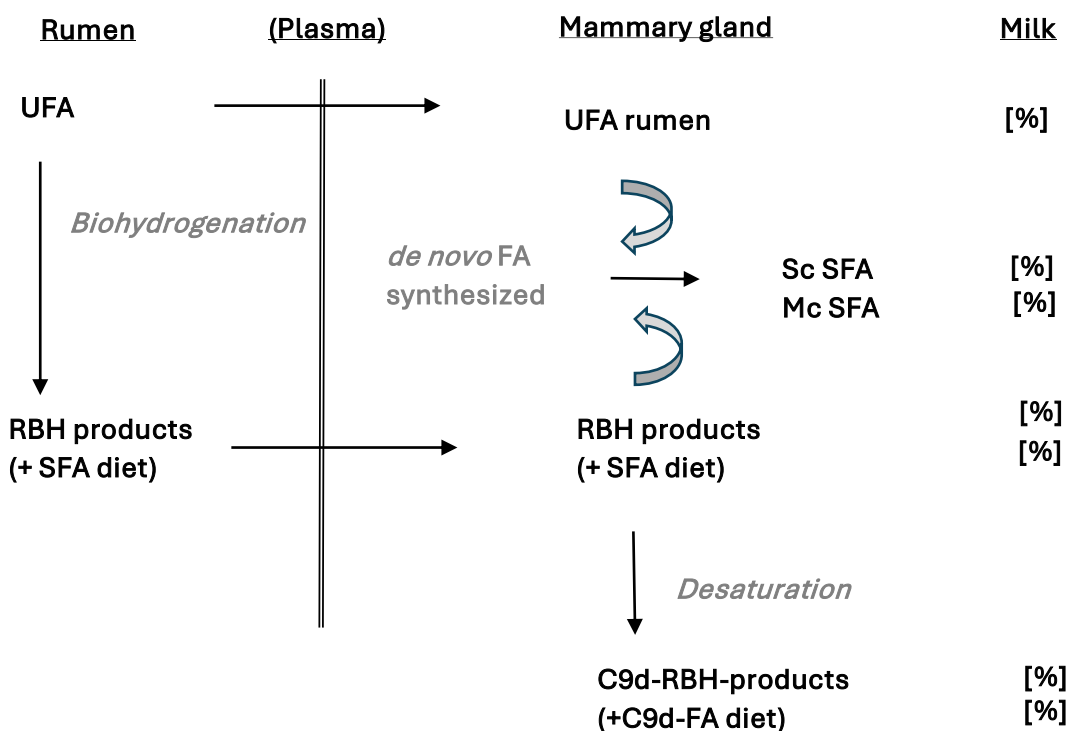 Rumen (Plasma) Mammary gland Milk
UFA
UFA rumen [%]
Biohydrogenation
de novo FA
synthesized
Sc SFA [%]
Mc SFA [%]
RBH products
(+ SFA diet)
RBH products [%]
(+ SFA diet) [%]
Desaturation
C9d-RBH-products [%]
(+C9d-FA diet) [%]